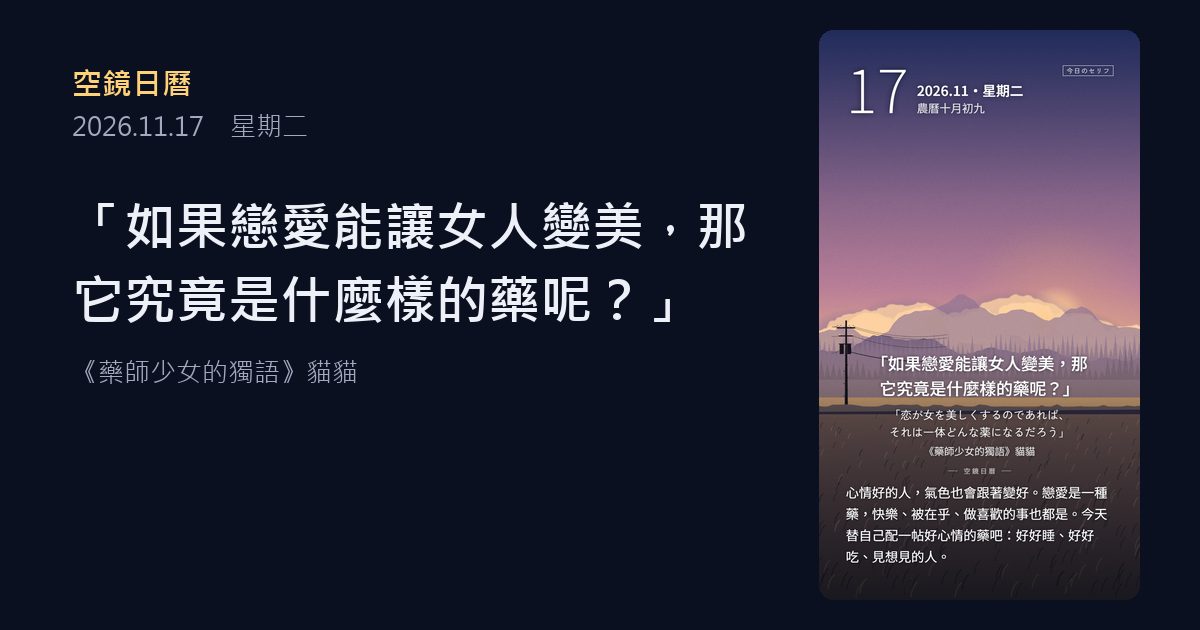 空鏡日曆
2026.11.17　星期二
「如果戀愛能讓女人變美，那
它究竟是什麼樣的藥呢？」
《藥師少女的獨語》貓貓
17
2026.11・星期二
農曆十月初九
今日のセリフ
「如果戀愛能讓女人變美，那
它究竟是什麼樣的藥呢？」
「恋が女を美しくするのであれば、
それは一体どんな薬になるだろう」
《藥師少女的獨語》貓貓
— 空鏡日曆 —
心情好的人，氣色也會跟著變好。戀愛是一種
藥，快樂、被在乎、做喜歡的事也都是。今天
替自己配一帖好心情的藥吧：好好睡、好好
吃、見想見的人。